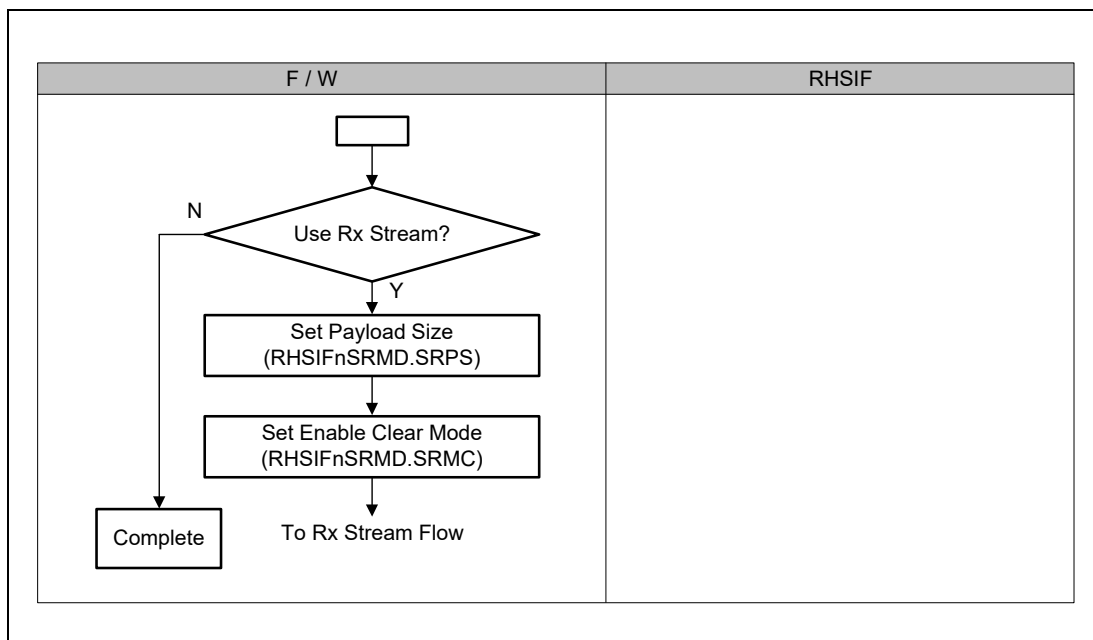 F / W
RHSIF
Use Rx Stream?
N
Y
Set Payload Size
(RHSIFnSRMD.SRPS)
Set Enable Clear Mode
(RHSIFnSRMD.SRMC)
Complete
To Rx Stream Flow